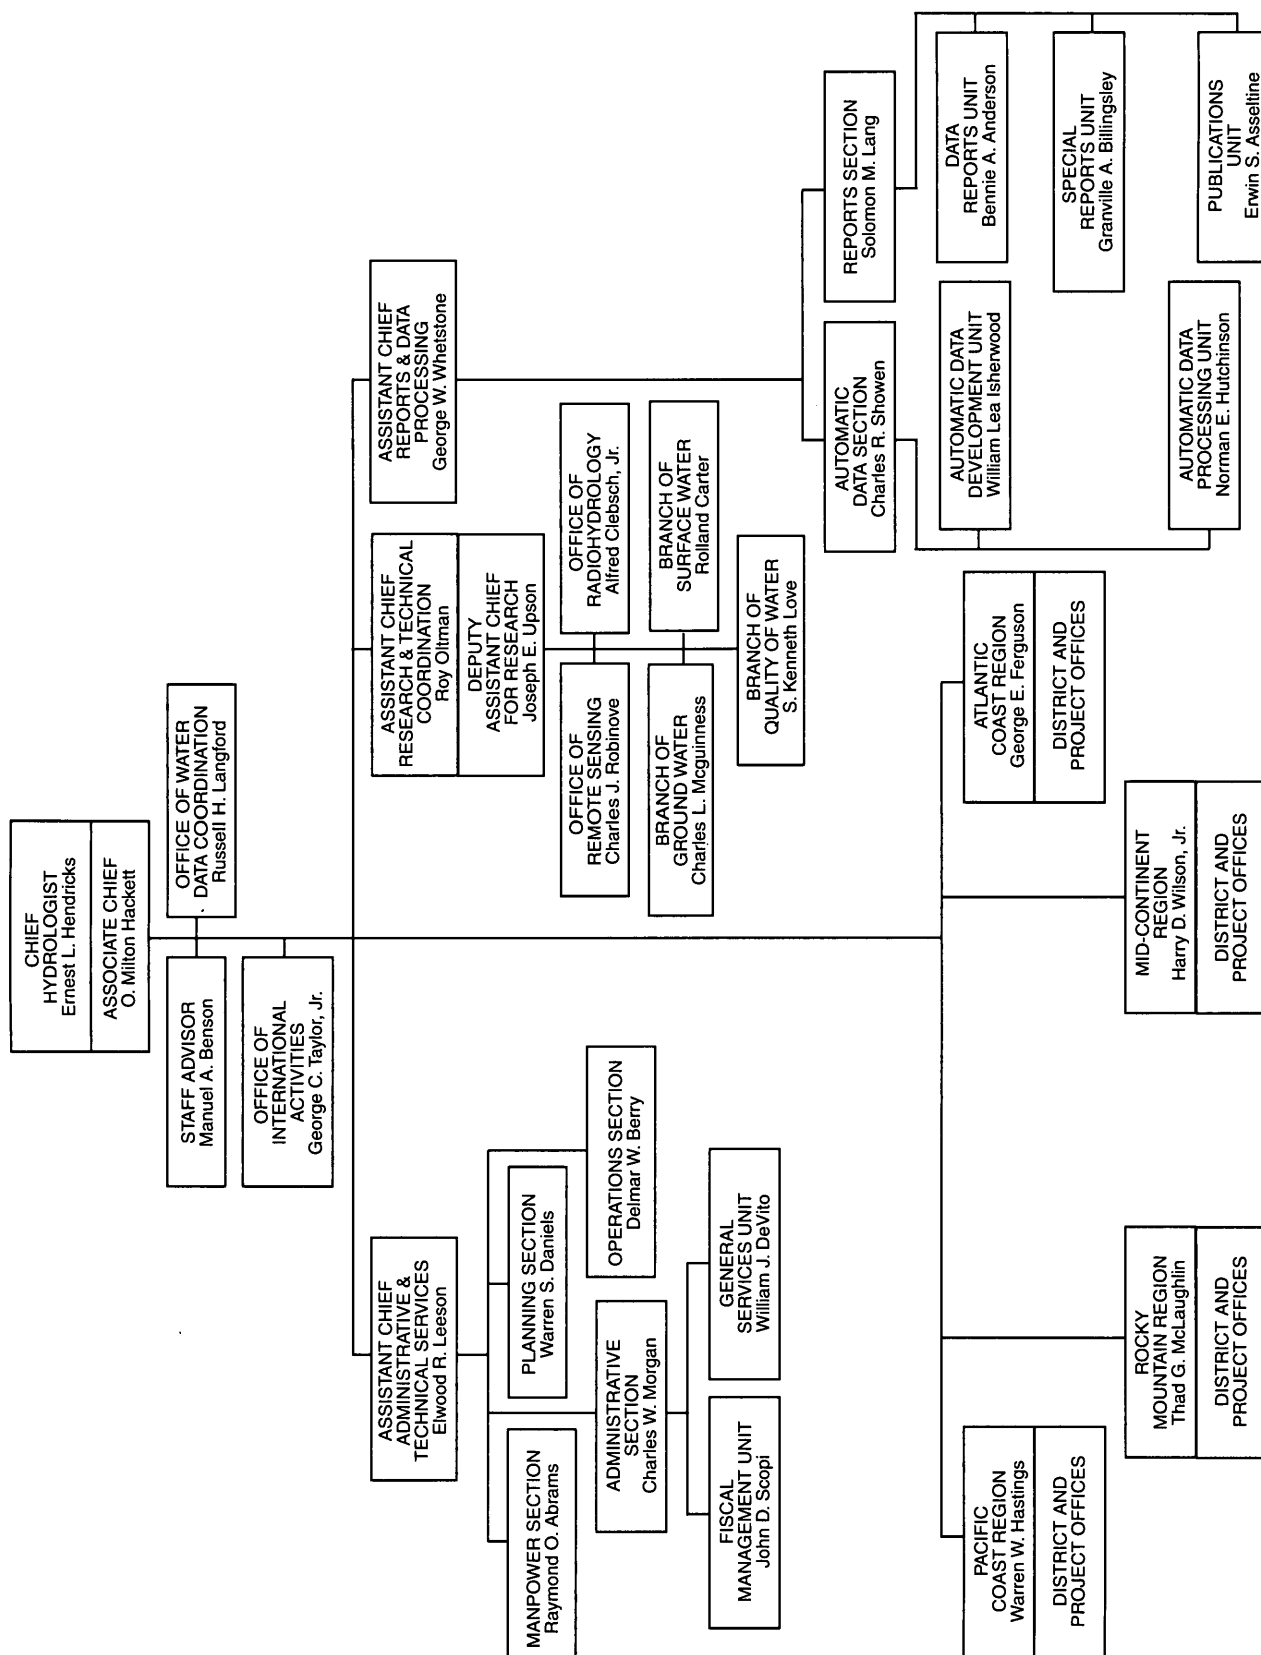 CHIEF
HYDROLOGIST
Ernest L. Hendricks
ASSOCIATE CHIEF
O. Milton Hackett
STAFF ADVISOR
Manuel A. Benson
OFFICE OF WATER
DATA COORDINATION
Russell H. Langford
OFFICE OF
INTERNATIONAL
ACTIVITIES
George C. Taylor, Jr.
ASSISTANT CHIEF
ADMINISTRATIVE &
TECHNICAL SERVICES
Elwood R. Leeson
ASSISTANT CHIEF
RESEARCH & TECHNICAL
COORDINATION
Roy Oltman
DEPUTY
ASSISTANT CHIEF
FOR RESEARCH
Joseph E. Upson
ASSISTANT CHIEF
REPORTS & DATA
PROCESSING
George W. Whetstone
MANPOWER SECTION
Raymond O. Abrams
PLANNING SECTION
Warren S. Daniels
ADMINISTRATIVE
SECTION
Charles W. Morgan
OPERATIONS SECTION
Delmar W. Berry
FISCAL
MANAGEMENT UNIT
John D. Scopi
GENERAL
SERVICES UNIT
William J. DeVito
OFFICE OF
REMOTE SENSING
Charles J. Robinove
OFFICE OF
RADIOHYDROLOGY
Alfred Clebsch, Jr.
BRANCH OF
GROUND WATER
Charles L. Mcguinness
BRANCH OF
SURFACE WATER
Rolland Carter
BRANCH OF
QUALITY OF WATER
S. Kenneth Love
AUTOMATIC
DATA SECTION
Charles R. Showen
REPORTS SECTION
Solomon M. Lang
AUTOMATIC DATA
DEVELOPMENT UNIT
William Lea Isherwood
DATA
REPORTS UNIT
Bennie A. Anderson
SPECIAL
REPORTS UNIT
Granville A. Billingsley
AUTOMATIC DATA
PROCESSING UNIT
Norman E. Hutchinson
PUBLICATIONS
UNIT
Erwin S. Asseltine
PACIFIC
COAST REGION
Warren W. Hastings
DISTRICT AND
PROJECT OFFICES
ROCKY
MOUNTAIN REGION
Thad G. McLaughlin
DISTRICT AND
PROJECT OFFICES
MID-CONTINENT
REGION
Harry D. Wilson, Jr.
DISTRICT AND
PROJECT OFFICES
ATLANTIC
COAST REGION
George E. Ferguson
DISTRICT AND
PROJECT OFFICES